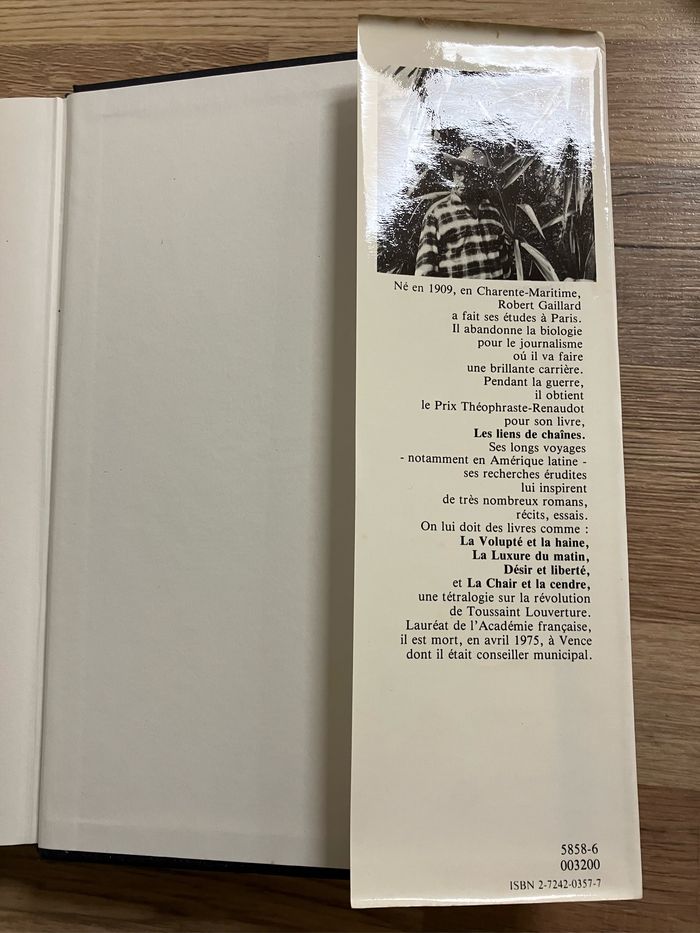 Né en 1909, en Charente-Maritime,
Robert Gaillard
a fait ses études à Paris.
Il abandonne la biologie
pour le journalisme
oú il va faire
une brillante carrière.
Pendant la guerre,
il obtient
le Prix Théophraste-Renaudot
pour son livre,
Les liens de chaînes.
Ses longs voyages
- notamment en Amérique latine -
ses recherches érudites
lui inspirent
de très nombreux romans,
récits, essais.
On lui doit des livres comme :
La Volupté et la haine,
La Luxure du matin,
Désir et liberté,
et La Chair et la cendre,
une tétralogie sur la révolution
de Toussaint Louverture.
Lauréat de l'Académie française,
il est mort, en avril 1975, à Vence
dont il était conseiller municipal.
5858-6
003200
ISBN 2-7242-0357-7